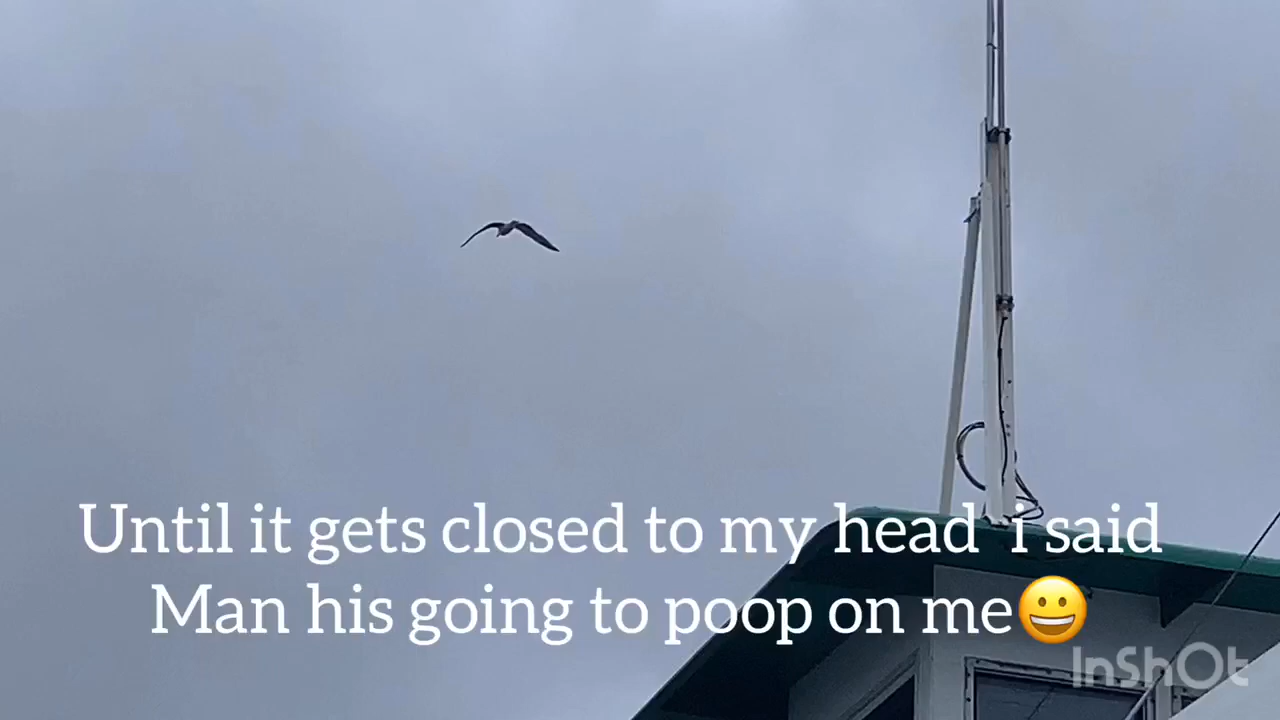 Until it gets closed to my head  i said
Man his going to poop on me😀
InShOt